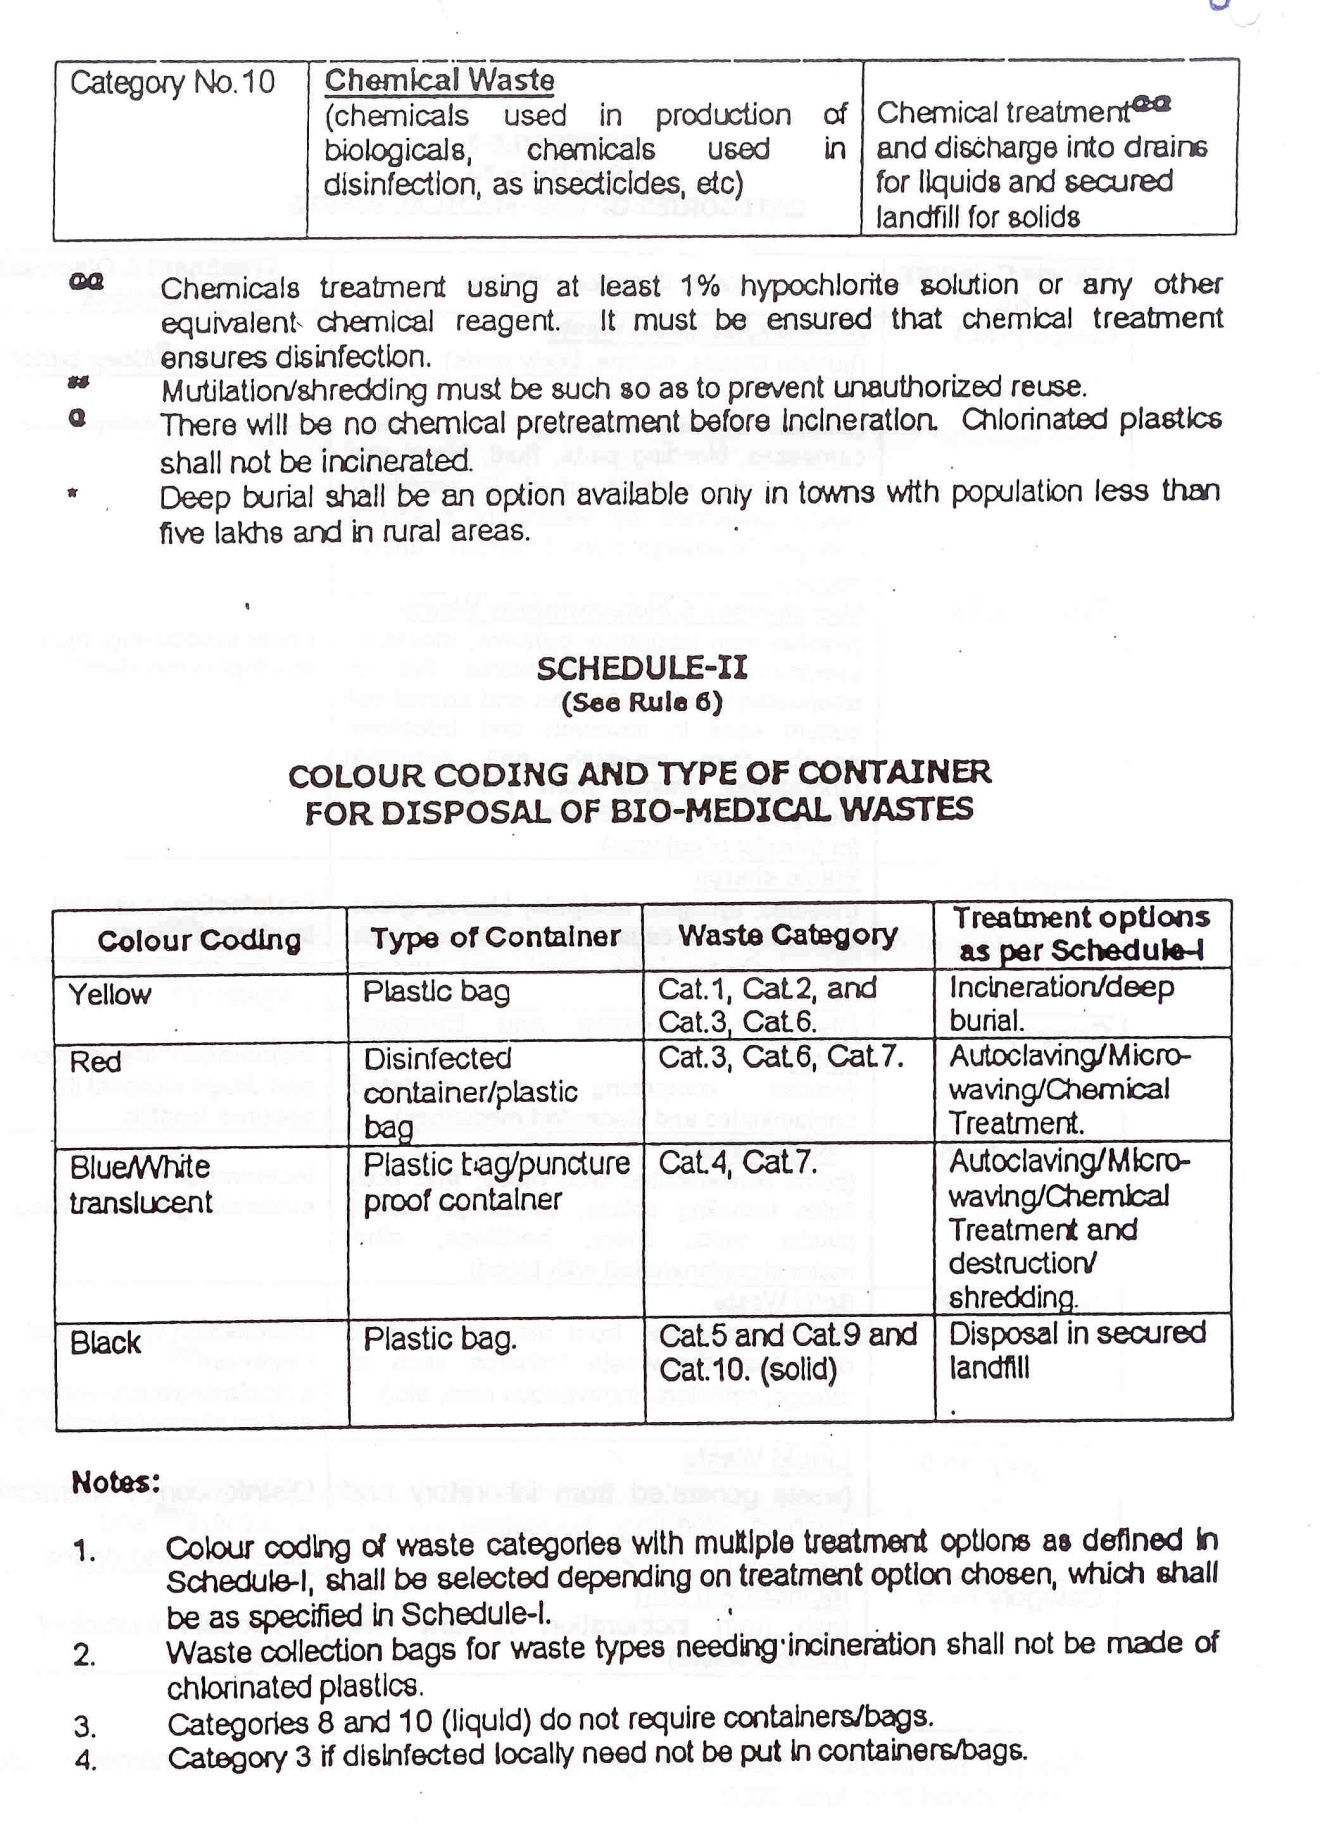 Category No.10
Chemical Waste
(chemicals used in production of
biologicals, chemicals used in
disinfection, as insecticides, etc)
Chemical treatment@@
and discharge into drains
for liquids and secured
landfill for solids
@@ Chemicals treatment using at least 1% hypochlorite solution or any other
equivalent chemical reagent. It must be ensured that chemical treatment
ensures disinfection.
## Mutilation/shredding must be such so as to prevent unauthorized reuse.
@ There will be no chemical pretreatment before incineration. Chlorinated plastics
shall not be incinerated.
* Deep burial shall be an option available only in towns with population less than
five lakhs and in rural areas.
SCHEDULE-II
(See Rule 6)
COLOUR CODING AND TYPE OF CONTAINER
FOR DISPOSAL OF BIO-MEDICAL WASTES
Colour Coding
Type of Container
Waste Category
Treatment options
as per Schedule-I
Yellow
Plastic bag
Cat.1, Cat.2, and
Cat.3, Cat.6.
Incineration/deep
burial.
Red
Disinfected
container/plastic
bag
Cat.3, Cat.6, Cat.7.
Autoclaving/Micro-
waving/Chemical
Treatment.
Blue/White
translucent
Plastic bag/puncture
proof container
Cat.4, Cat.7.
Autoclaving/Micro-
waving/Chemical
Treatment and
destruction/
shredding.
Black
Plastic bag.
Cat.5 and Cat.9 and
Cat.10. (solid)
Disposal in secured
landfill
Notes:
1. Colour coding of waste categories with multiple treatment options as defined in
Schedule-I, shall be selected depending on treatment option chosen, which shall
be as specified in Schedule-I.
2. Waste collection bags for waste types needing incineration shall not be made of
chlorinated plastics.
3. Categories 8 and 10 (liquid) do not require containers/bags.
4. Category 3 if disinfected locally need not be put in containers/bags.